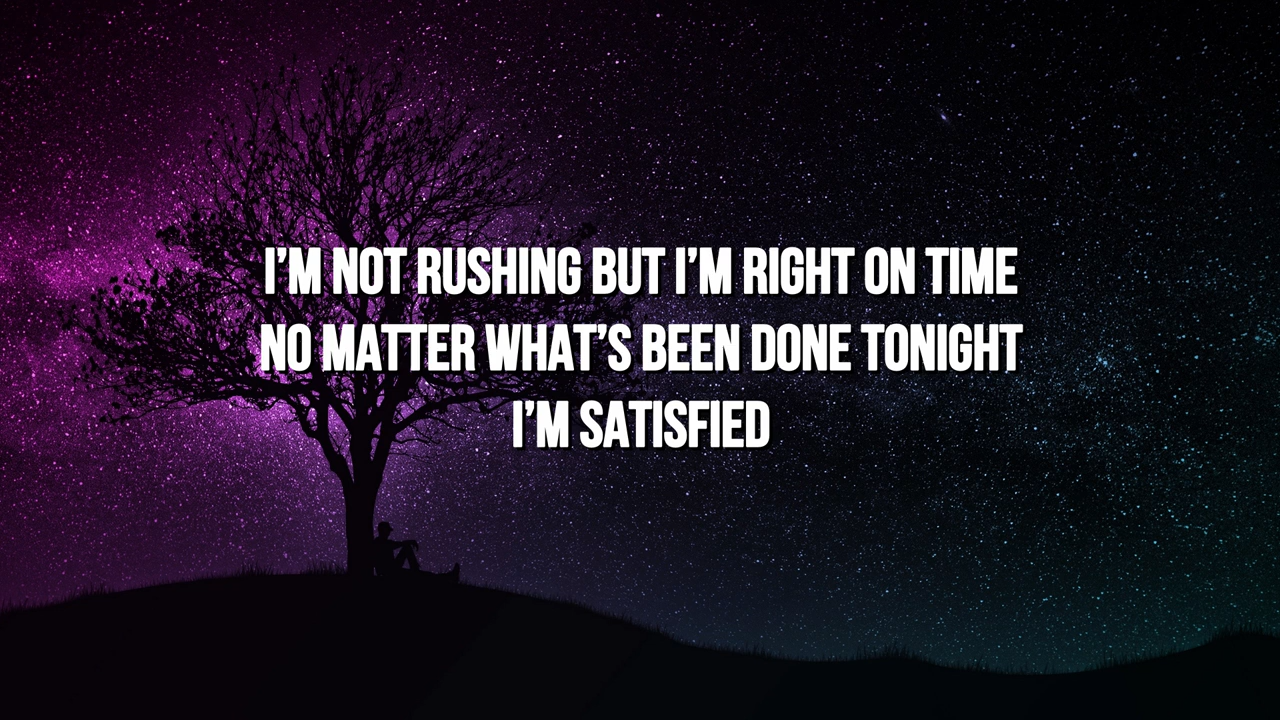 I'M NOT RUSHING BUT I'M RIGHT ON TIME
NO MATTER WHAT'S BEEN DONE TONIGHT
I'M SATISFIED